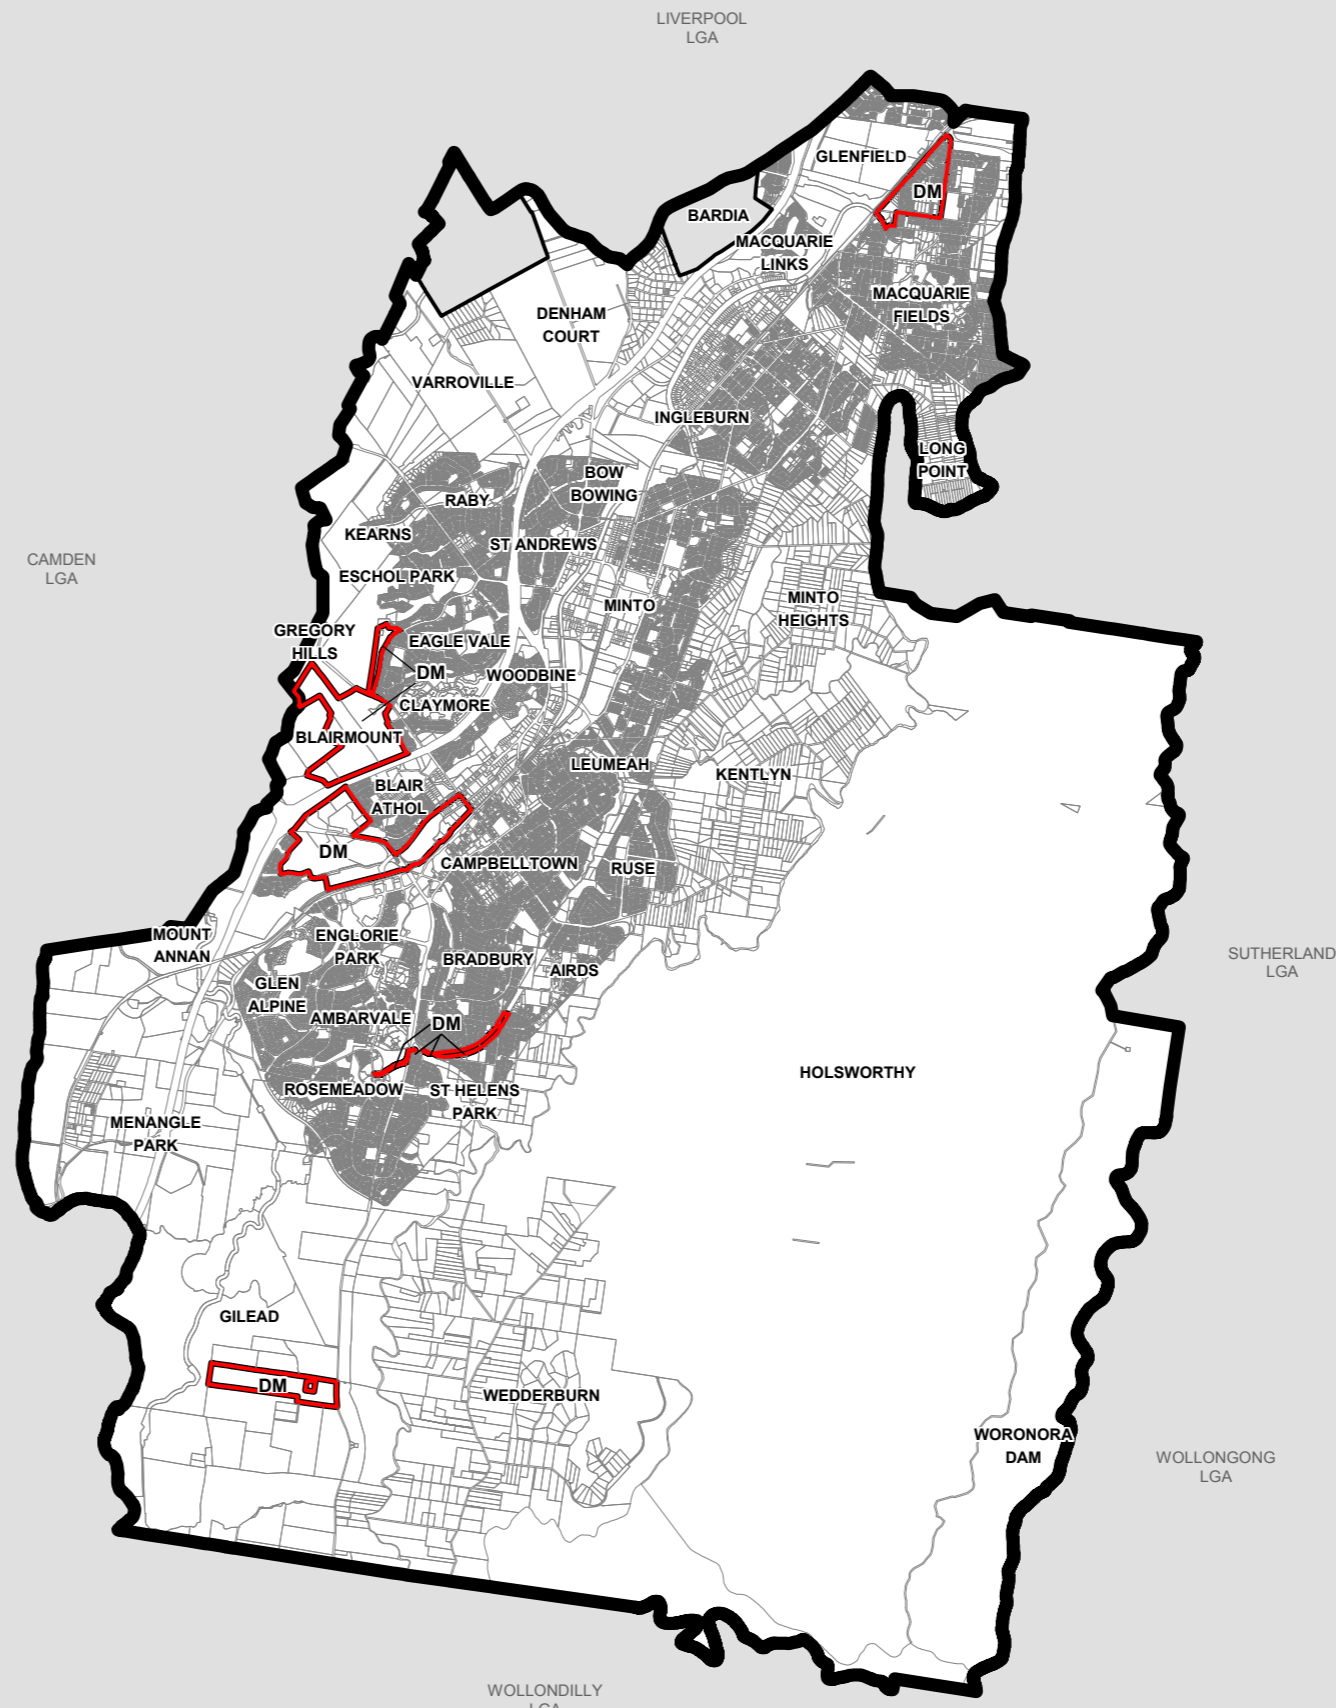 LIVERPOOL
LGA
GLENFIELD
DM
BARDIA
MACQUARIE
LINKS
MACQUARIE
FIELDS
DENHAM
COURT
VARROVILLE
INGLEBURN
LONG
POINT
BOW
BOWING
RABY
KEARNS
ST ANDREWS
CAMDEN
LGA
ESCHOL PARK
MINTO
MINTO
HEIGHTS
GREGORY
HILLS
EAGLE VALE
DM
WOODBINE
CLAYMORE
BLAIRMOUNT
LEUMEAH
KENTLYN
BLAIR
ATHOL
DM
CAMPBELLTOWN
RUSE
MOUNT
ANNAN
ENGLORIE
PARK
BRADBURY
AIRDS
SUTHERLAND
LGA
GLEN
ALPINE
AMBARVALE
DM
HOLSWORTHY
ROSEMEADOW
ST HELENS
PARK
MENANGLE
PARK
GILEAD
DM
WEDDERBURN
WORONORA
DAM
WOLLONGONG
LGA
WOLLONDILLY
LGA